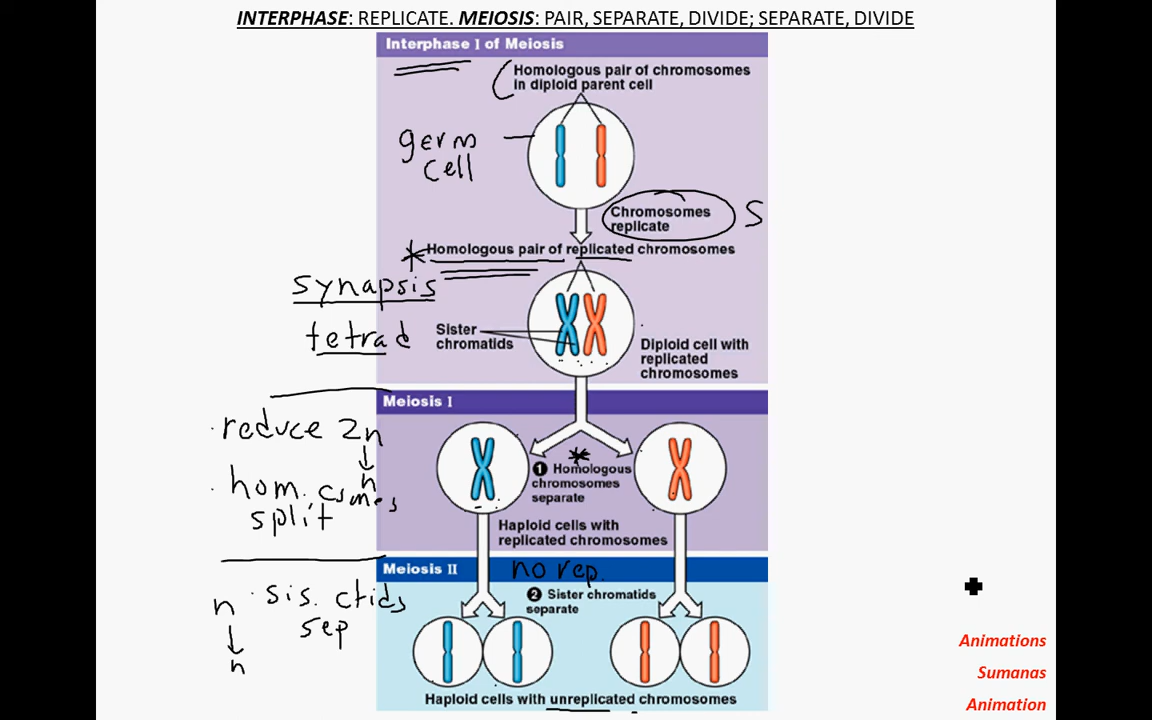 INTERPHASE: REPLICATE. MEIOSIS: PAIR, SEPARATE, DIVIDE; SEPARATE, DIVIDE
Interphase I of Meiosis
Homologous pair of chromosomes
in diploid parent cell
germ
cell
Chromosomes
replicate
S
Homologous pair of replicated chromosomes
synapsis
tetrad
Sister
chromatids
Diploid cell with
replicated
chromosomes
Meiosis I
reduce 2n
↓
n
hom. csmes
split
1 Homologous
chromosomes
separate
Haploid cells with
replicated chromosomes
Meiosis II no rep.
2 Sister chromatids
separate
sis. ctids
sep
n
↓
n
Haploid cells with unreplicated chromosomes
Animations
Sumanas
Animation